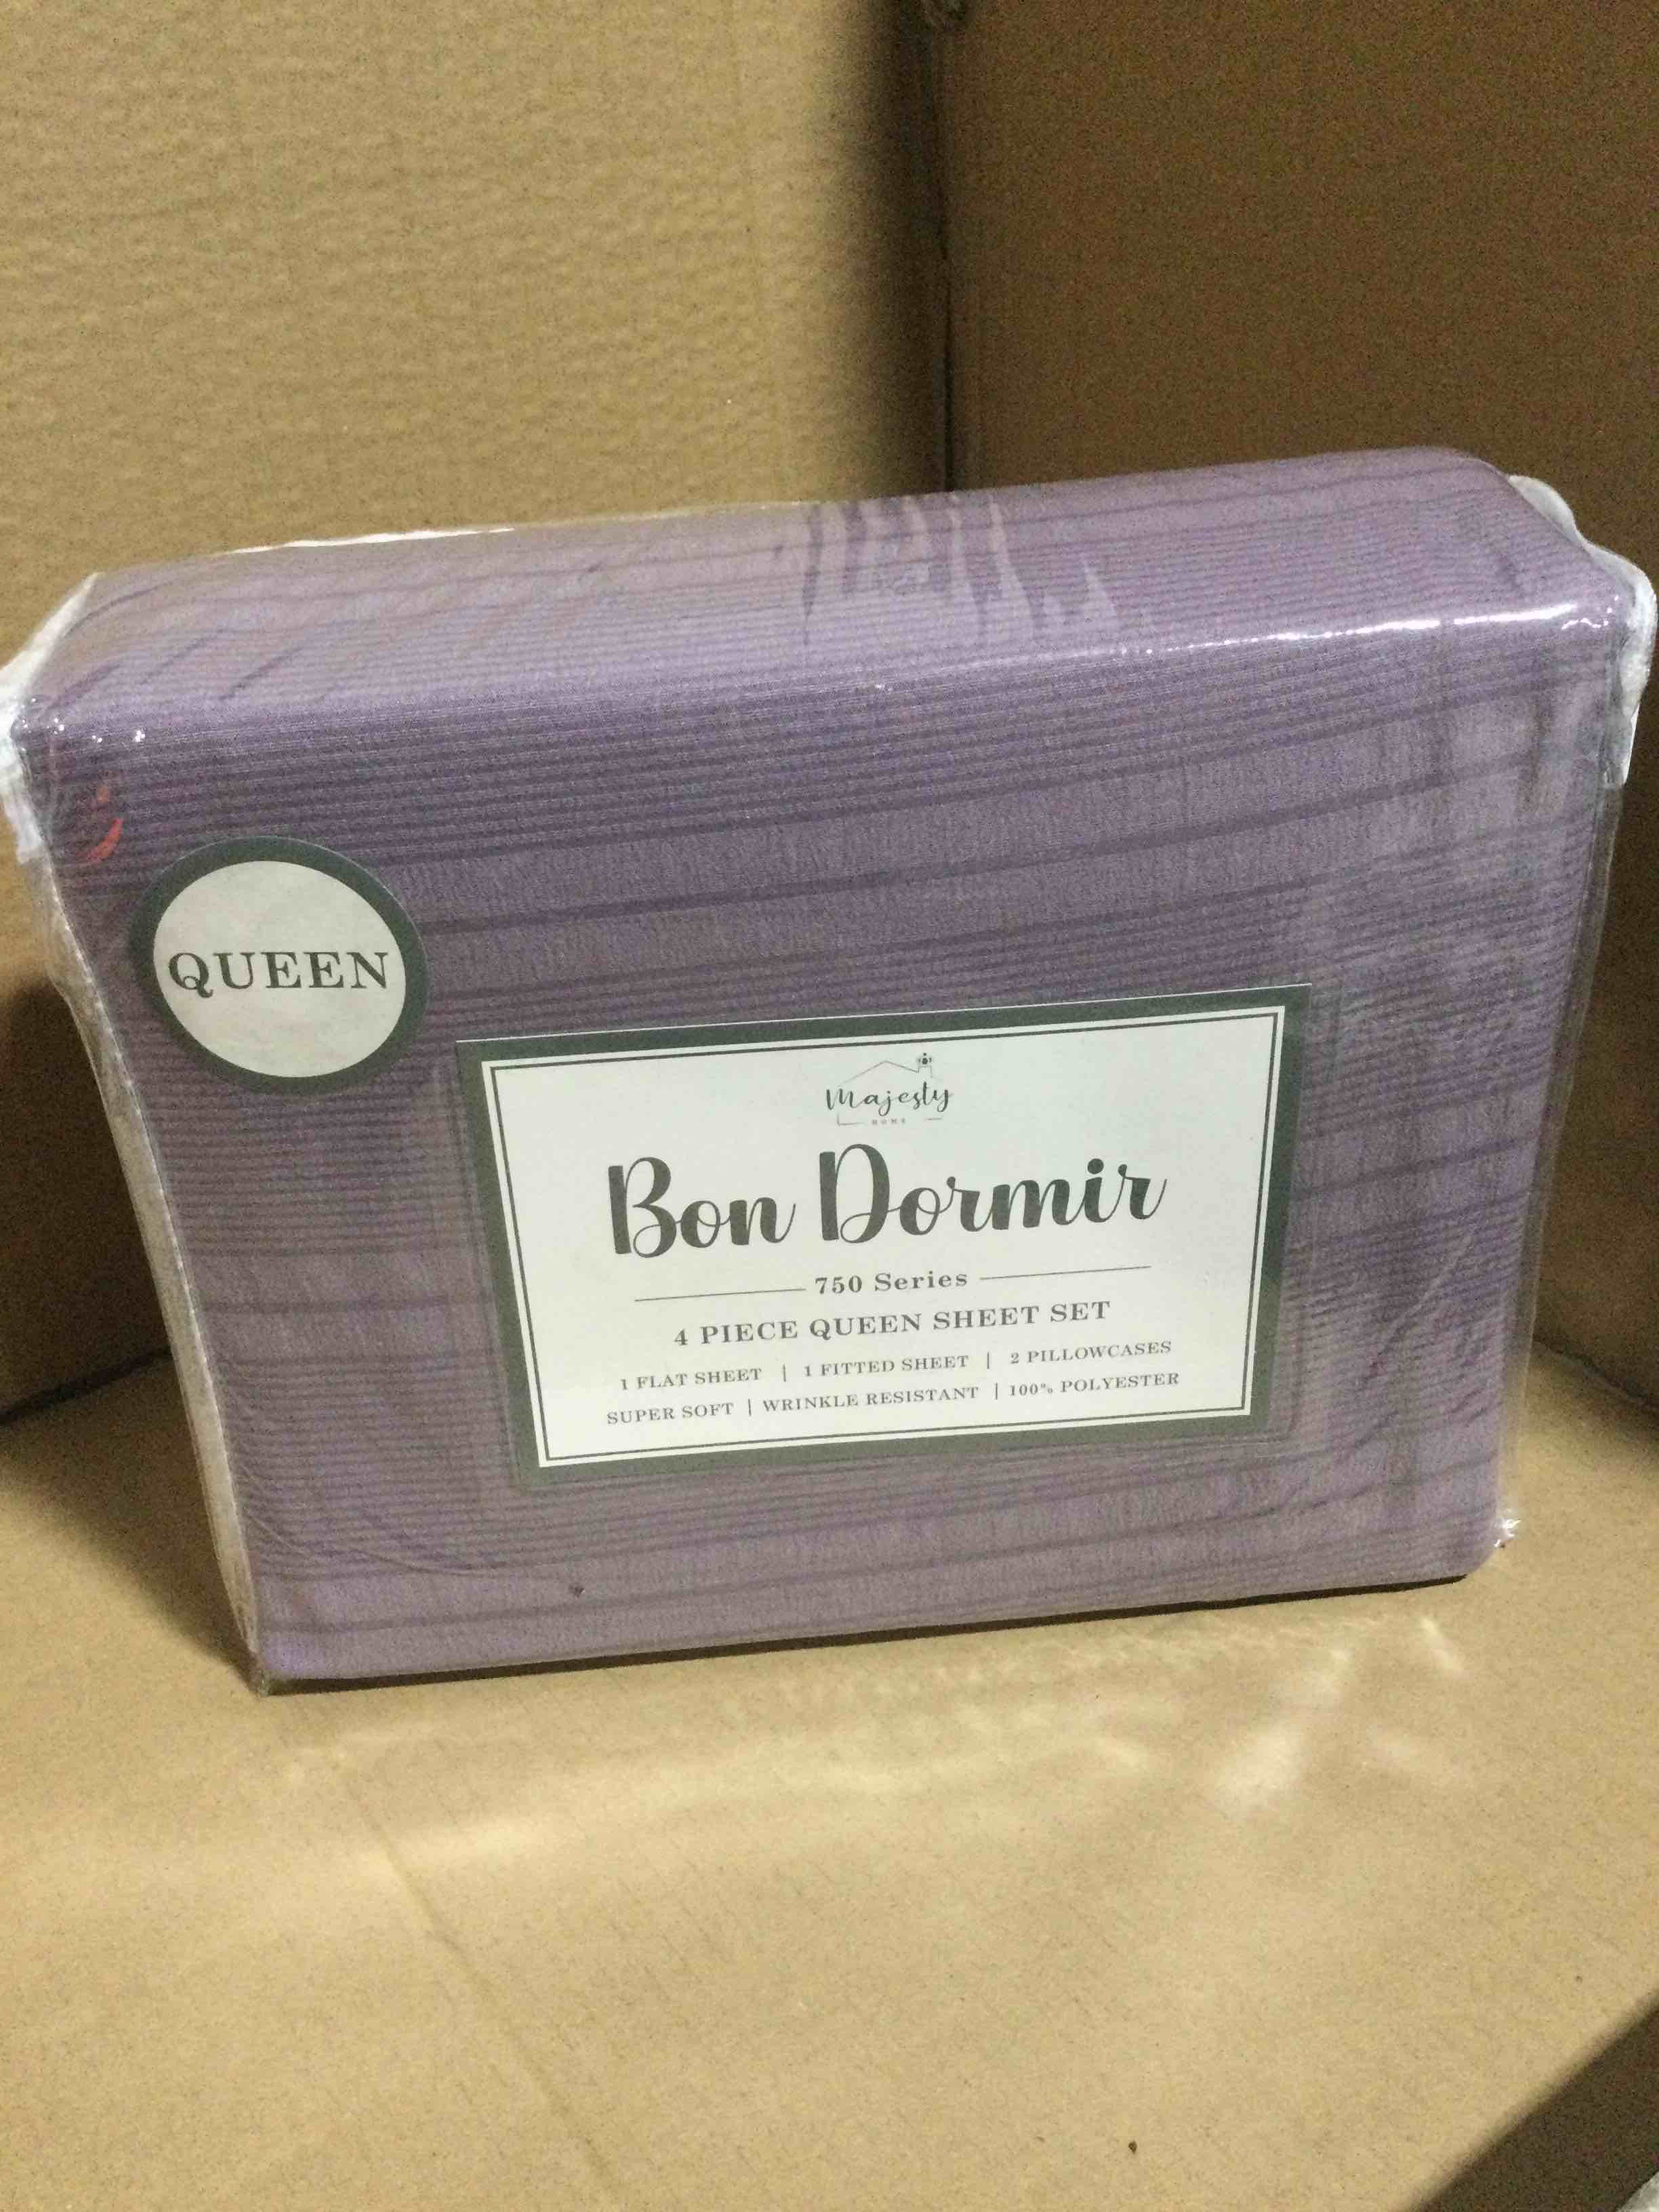 QUEEN
Majesty
HOME
Bon Dormir
750 Series
4 PIECE QUEEN SHEET SET
1 FLAT SHEET | 1 FITTED SHEET | 2 PILLOWCASES
SUPER SOFT | WRINKLE RESISTANT | 100% POLYESTER